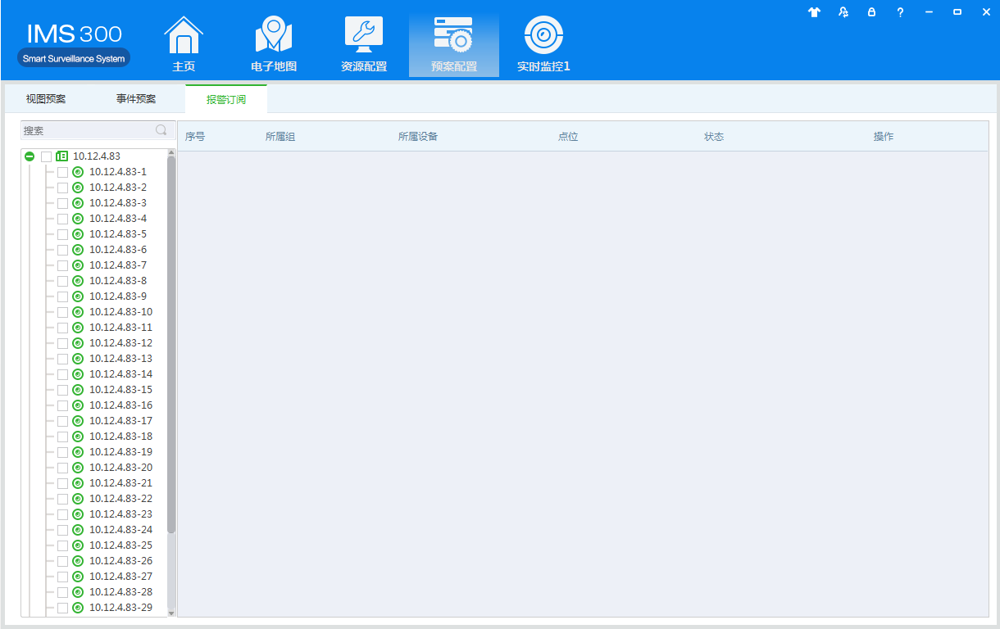 IMS 300
Smart Surveillance System
主页
电子地图
资源配置
预案配置
实时监控1
?
视图预案
事件预案
报警订阅
搜索
序号
所属组
所属设备
点位
状态
操作
10.12.4.83
10.12.4.83-1
10.12.4.83-2
10.12.4.83-3
10.12.4.83-4
10.12.4.83-5
10.12.4.83-6
10.12.4.83-7
10.12.4.83-8
10.12.4.83-9
10.12.4.83-10
10.12.4.83-11
10.12.4.83-12
10.12.4.83-13
10.12.4.83-14
10.12.4.83-15
10.12.4.83-16
10.12.4.83-17
10.12.4.83-18
10.12.4.83-19
10.12.4.83-20
10.12.4.83-21
10.12.4.83-22
10.12.4.83-23
10.12.4.83-24
10.12.4.83-25
10.12.4.83-26
10.12.4.83-27
10.12.4.83-28
10.12.4.83-29